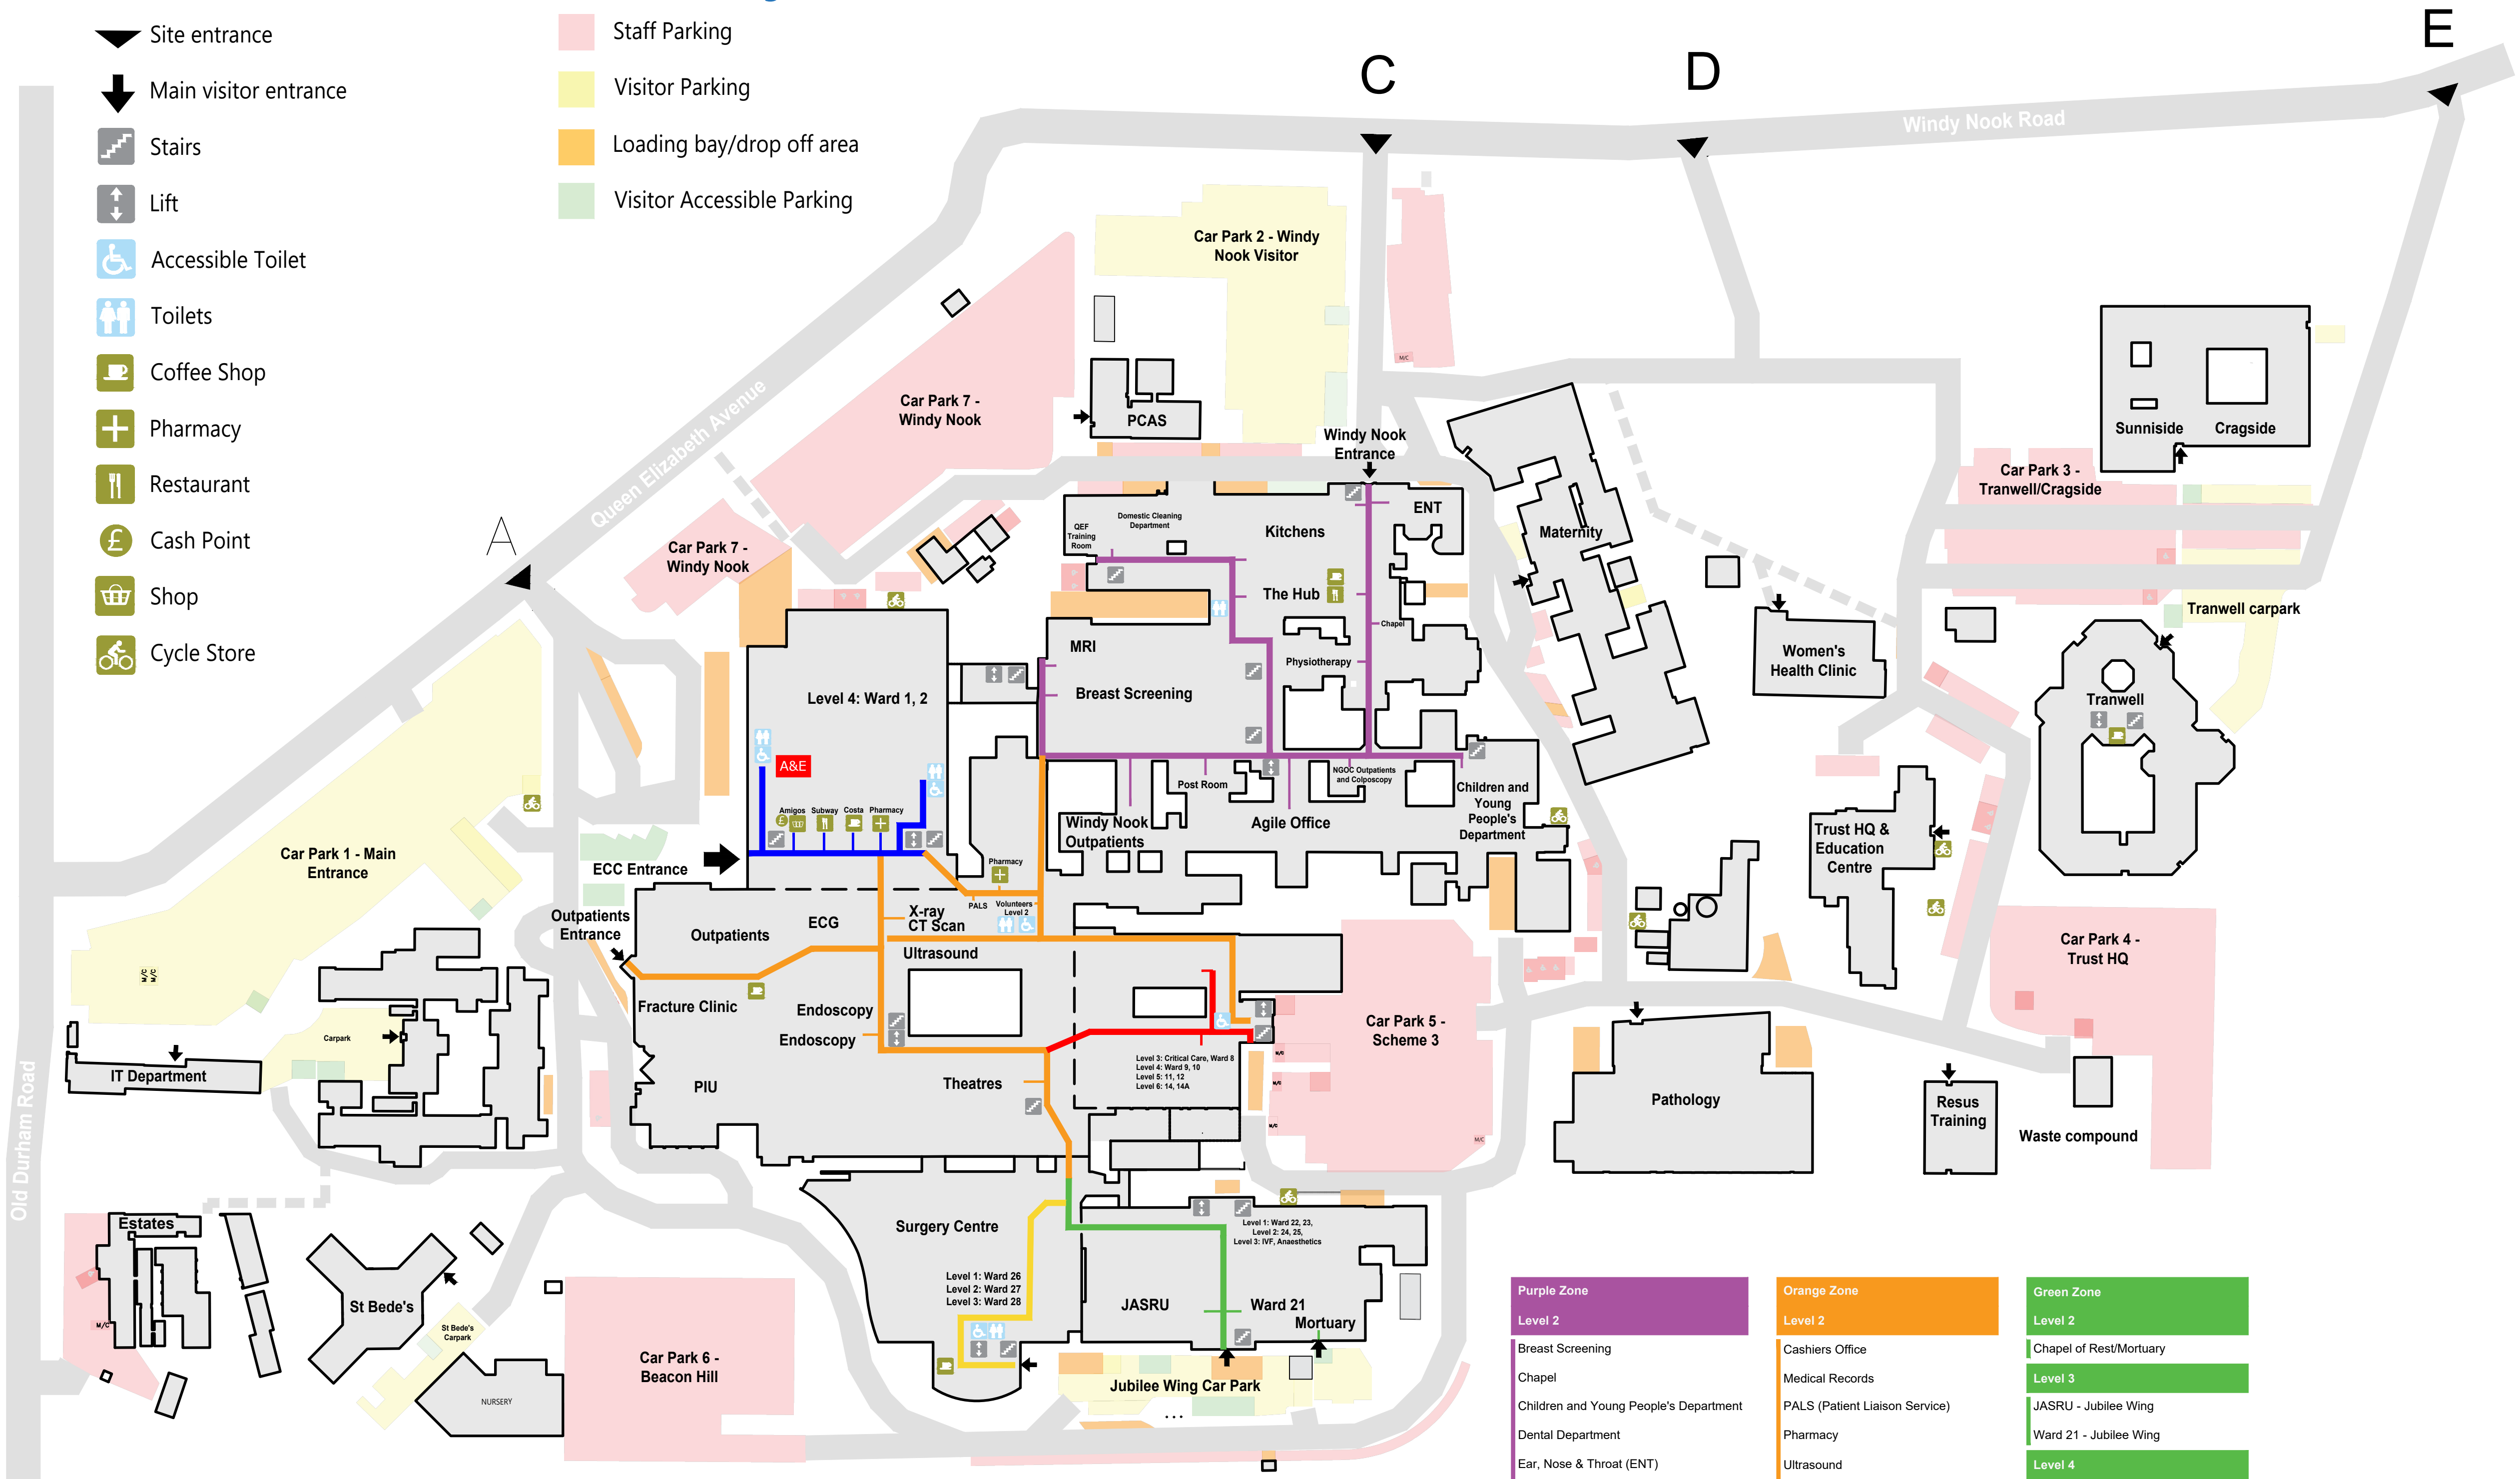 Site entrance
Main visitor entrance
Stairs
Lift
Accessible Toilet
Toilets
Coffee Shop
Pharmacy
Restaurant
Cash Point
£
Shop
Cycle Store
Staff Parking
Visitor Parking
Loading bay/drop off area
Visitor Accessible Parking
A
C
D
E
Windy Nook Road
Queen Elizabeth Avenue
Old Durham Road
Car Park 2 - Windy
Nook Visitor
M/C
Car Park 7 -
Windy Nook
PCAS
Windy Nook
Entrance
Car Park 7 -
Windy Nook
QEF
Training
Room
Domestic Cleaning
Department
Kitchens
ENT
Maternity
The Hub
Chapel
Physiotherapy
MRI
Breast Screening
Sunniside
Cragside
Car Park 3 -
Tranwell/Cragside
Tranwell carpark
Women's
Health Clinic
Tranwell
Level 4: Ward 1, 2
A&E
Amigos
Subway
Costa
Pharmacy
£
Pharmacy
PALS
Volunteers
Level 2
Windy Nook
Outpatients
Post Room
Agile Office
NGOC Outpatients
and Colposcopy
Children and
Young
People's
Department
Trust HQ &
Education
Centre
Car Park 4 -
Trust HQ
Car Park 1 - Main
Entrance
M/C
M/C
ECC Entrance
Outpatients
Entrance
Outpatients
ECG
X-ray
CT Scan
Ultrasound
Fracture Clinic
Endoscopy
Endoscopy
PIU
Theatres
Level 3: Critical Care, Ward 8
Level 4: Ward 9, 10
Level 5: 11, 12
Level 6: 14, 14A
Car Park 5 -
Scheme 3
M/C
M/C
M/C
M/C
Pathology
Resus
Training
Waste compound
Carpark
IT Department
Estates
M/C
St Bede's
St Bede's
Carpark
NURSERY
Car Park 6 -
Beacon Hill
Surgery Centre
Level 1: Ward 26
Level 2: Ward 27
Level 3: Ward 28
Level 1: Ward 22, 23,
Level 2: 24, 25,
Level 3: IVF, Anaesthetics
JASRU
Ward 21
Mortuary
Jubilee Wing Car Park
...
Purple Zone
Level 2
Breast Screening
Chapel
Children and Young People's Department
Dental Department
Ear, Nose & Throat (ENT)
Orange Zone
Level 2
Cashiers Office
Medical Records
PALS (Patient Liaison Service)
Pharmacy
Ultrasound
Green Zone
Level 2
Chapel of Rest/Mortuary
Level 3
JASRU - Jubilee Wing
Ward 21 - Jubilee Wing
Level 4